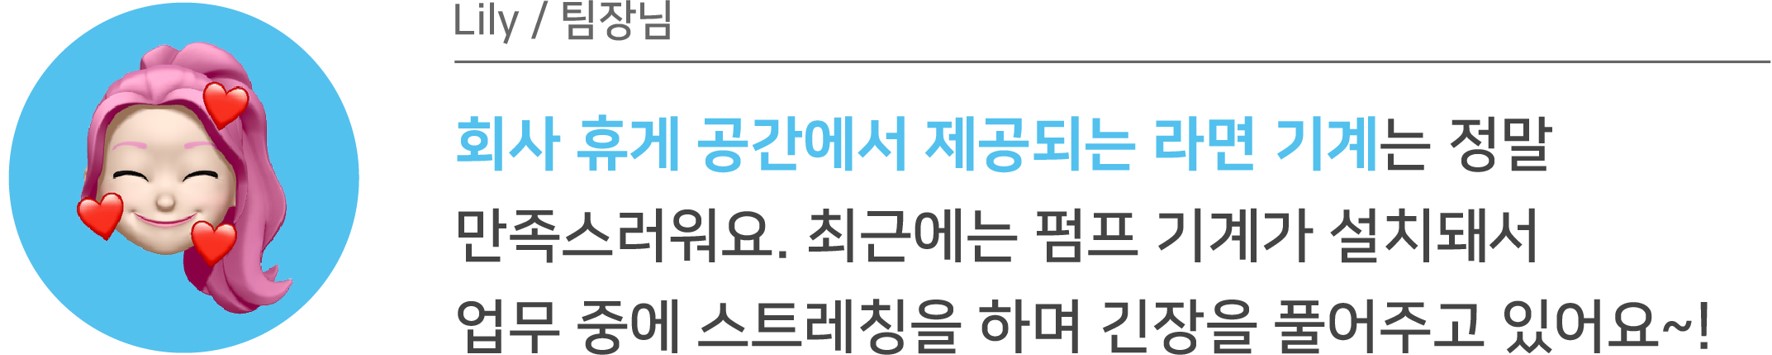 Lily / 팀장님
회사 휴게 공간에서 제공되는 라면 기계는 정말
만족스러워요. 최근에는 펌프 기계가 설치돼서
업무 중에 스트레칭을 하며 긴장을 풀어주고 있어요~!